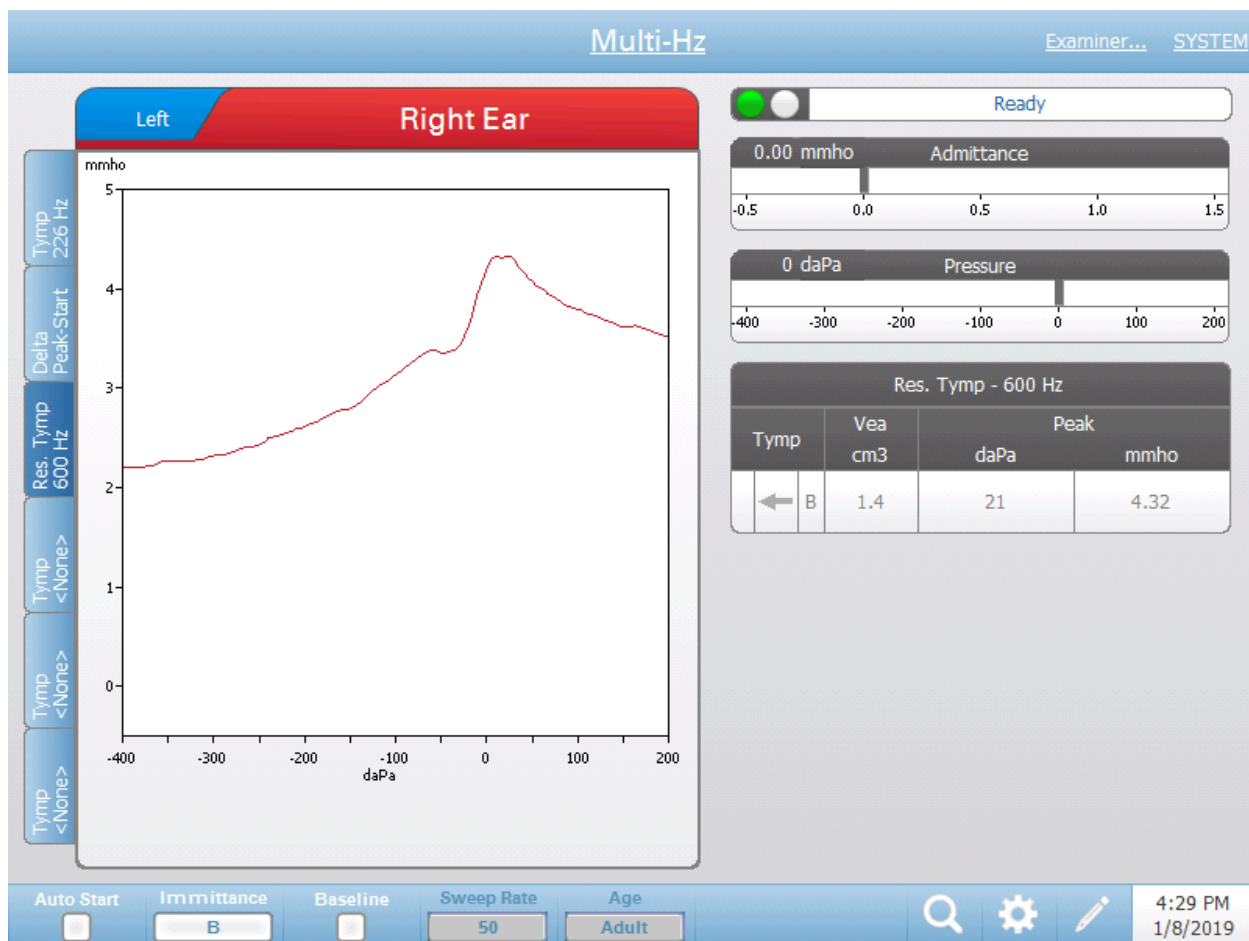 Multi-Hz
Examiner... SYSTEM
Left
Right Ear
Ready
Tymp
226 Hz
Delta
Peak-Start
Res. Tymp
600 Hz
Tymp
<None>
Tymp
<None>
Tymp
<None>
mmho
5
4
3
2
1
0
-400 -300 -200 -100 0 100 200
daPa
0.00 mmho Admittance
-0.5 0.0 0.5 1.0 1.5
0 daPa Pressure
-400 -300 -200 -100 0 100 200
Res. Tymp - 600 Hz
Tymp Vea Peak
cm3 daPa mmho
B 1.4 21 4.32
Auto Start Immittance Baseline Sweep Rate Age
B 50 Adult
4:29 PM
1/8/2019